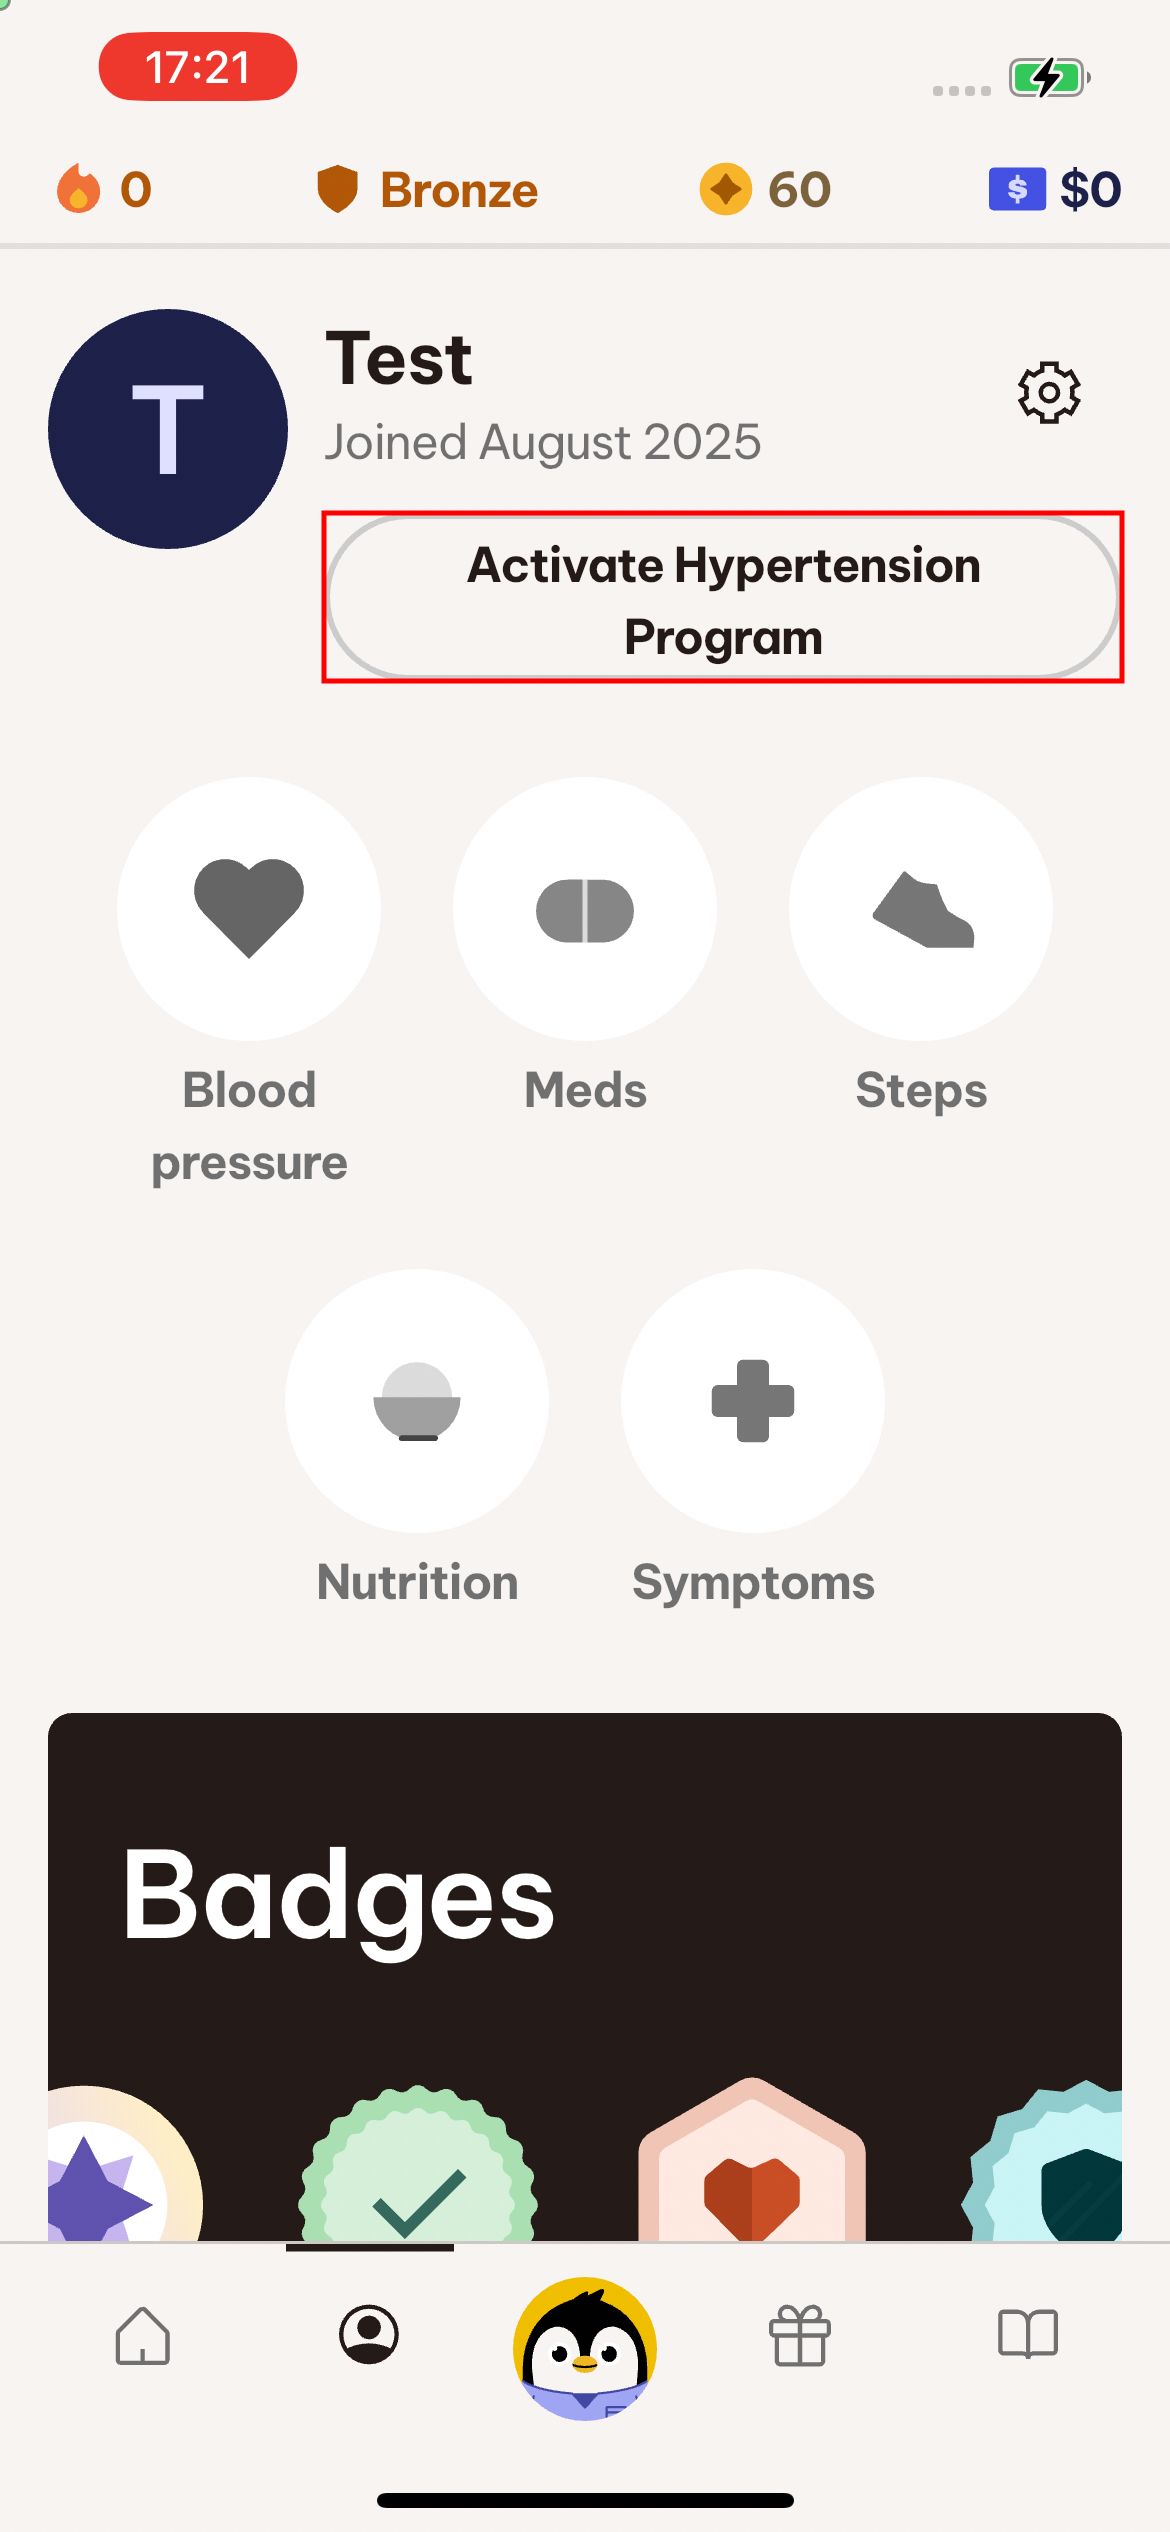 17:21
0
Bronze
60
$ $0
T
Test
Joined August 2025
Activate Hypertension
Program
Blood
pressure
Meds
Steps
Nutrition
Symptoms
Badges